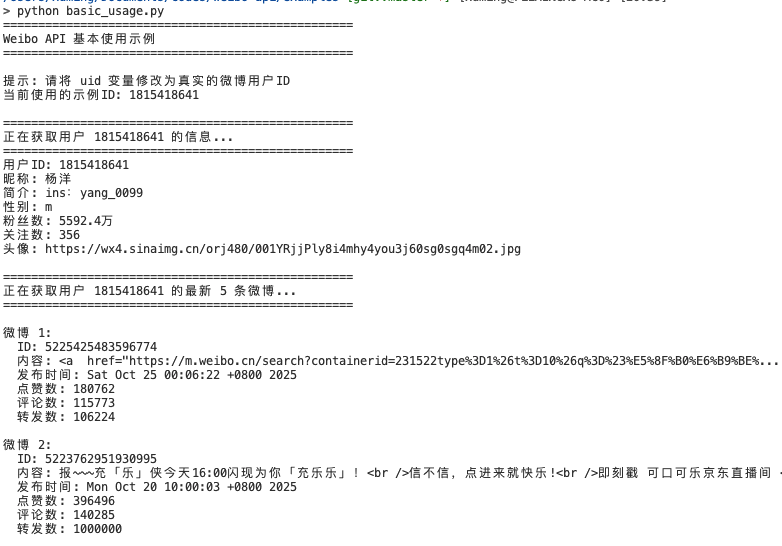 > python basic_usage.py
==================================================
Weibo API 基本使用示例
==================================================
提示: 请将 uid 变量修改为真实的微博用户ID
当前使用的示例ID: 1815418641
==================================================
正在获取用户 1815418641 的信息...
==================================================
用户ID: 1815418641
昵称: 杨洋
简介: ins: yang_0099
性别: m
粉丝数: 5592.4万
关注数: 356
头像: https://wx4.sinaimg.cn/orj480/001YRjjPly8i4mhy4you3j60sg0sgq4m02.jpg
==================================================
正在获取用户 1815418641 的最新 5 条微博...
==================================================
微博 1:
ID: 5225425483596774
内容: <a  href="https://m.weibo.cn/search?containerid=231522type%3D1%26t%3D10%26q%3D%23%E5%8F%B0%E6%B9%BE%...
发布时间: Sat Oct 25 00:06:22 +0800 2025
点赞数: 180762
评论数: 115773
转发数: 106224
微博 2:
ID: 5223762951930995
内容: 报~~~充「乐」侠今天16:00闪现为你「充乐乐」! <br />信不信, 点进来就快乐!<br />即刻戳 可口可乐京东直播间 <
发布时间: Mon Oct 20 10:00:03 +0800 2025
点赞数: 396496
评论数: 140285
转发数: 1000000